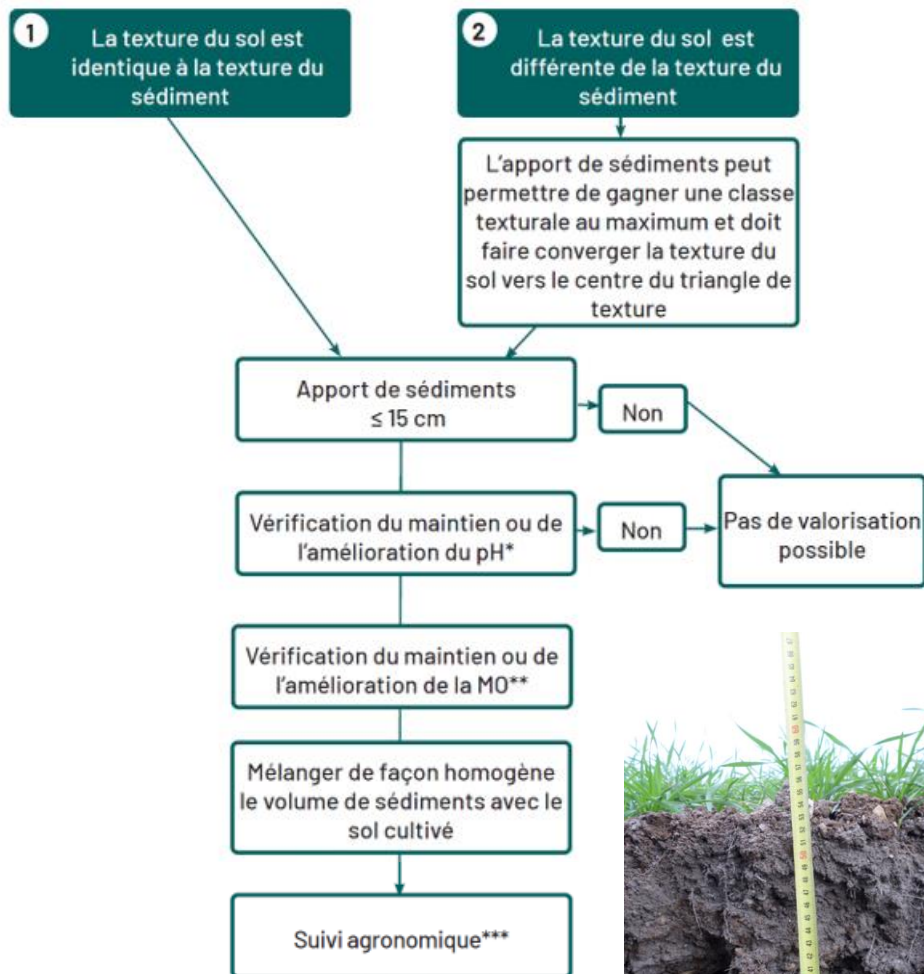 1
La texture du sol est
identique à la texture du
sédiment
2
La texture du sol est
différente de la texture du
sédiment
L'apport de sédiments peut
permettre de gagner une classe
texturale au maximum et doit
faire converger la texture du
sol vers le centre du triangle de
texture
Apport de sédiments
≤ 15 cm
Non
Vérification du maintien ou de
l'amélioration du pH*
Non
Pas de valorisation
possible
Vérification du maintien ou de
l'amélioration de la MO**
Mélanger de façon homogène
le volume de sédiments avec le
sol cultivé
Suivi agronomique***